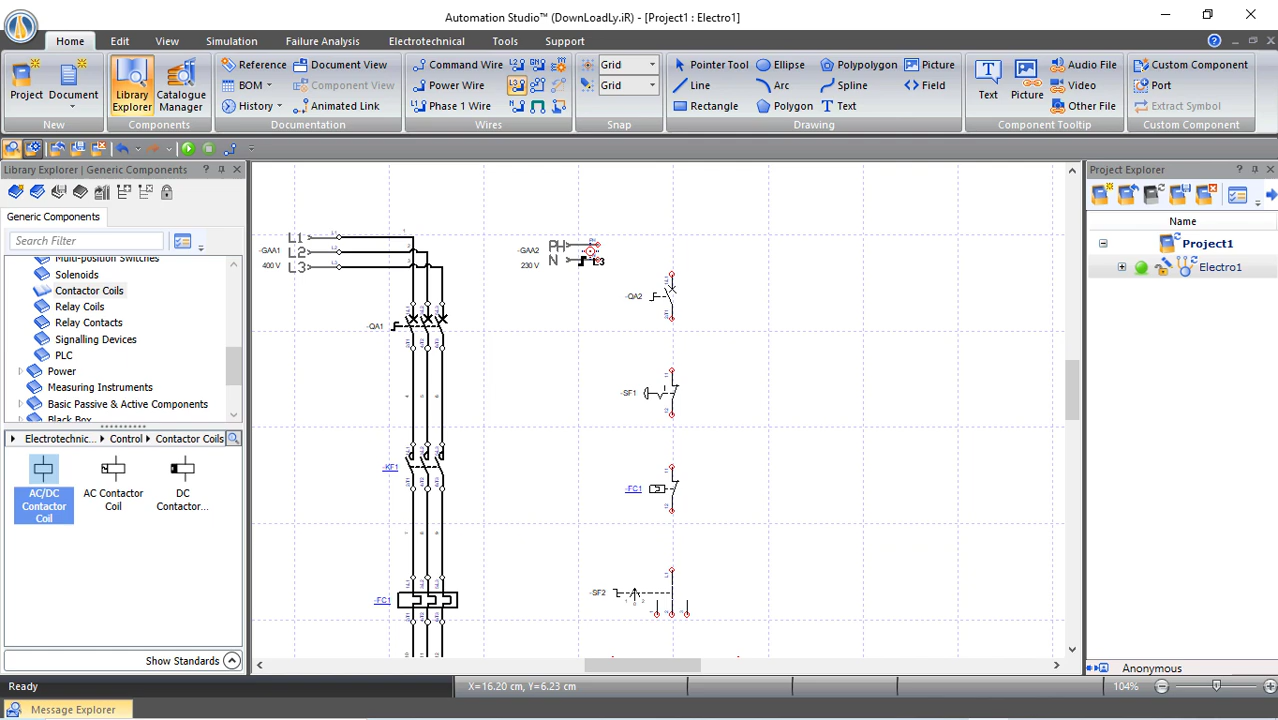 Automation Studio™ (DownLoadLy.iR) - [Project1 : Electro1]
Home Edit View Simulation Failure Analysis Electrotechnical Tools Support
Project Document Library Explorer Catalogue Manager
New Components
Reference Document View
BOM Component View
History Animated Link
Documentation
Command Wire
Power Wire L3
Phase 1 Wire
Wires
Grid
Grid
Snap
Pointer Tool Ellipse Polypolygon Picture
Line Arc Spline Field
Rectangle Polygon Text
Drawing
Text Picture
Audio File
Video
Other File
Component Tooltip
Custom Component
Port
Extract Symbol
Custom Component
Library Explorer | Generic Components
Generic Components
Search Filter
Multi-position Switches
Solenoids
Contactor Coils
Relay Coils
Relay Contacts
Signalling Devices
PLC
Power
Measuring Instruments
Basic Passive & Active Components
Black Box
Electrotechnic... Control Contactor Coils
AC/DC Contactor Coil
AC Contactor Coil
DC Contactor...
Show Standards
L1
-GAA1 L2
400 V L3
-QA1
-KF1
-FC1
-GAA2 PH
230 V N L3
-QA2
-SF1
-FC1
-SF2
Project Explorer
Name
Project1
Electro1
Anonymous
Ready X=16.20 cm, Y=6.23 cm 104%
Message Explorer